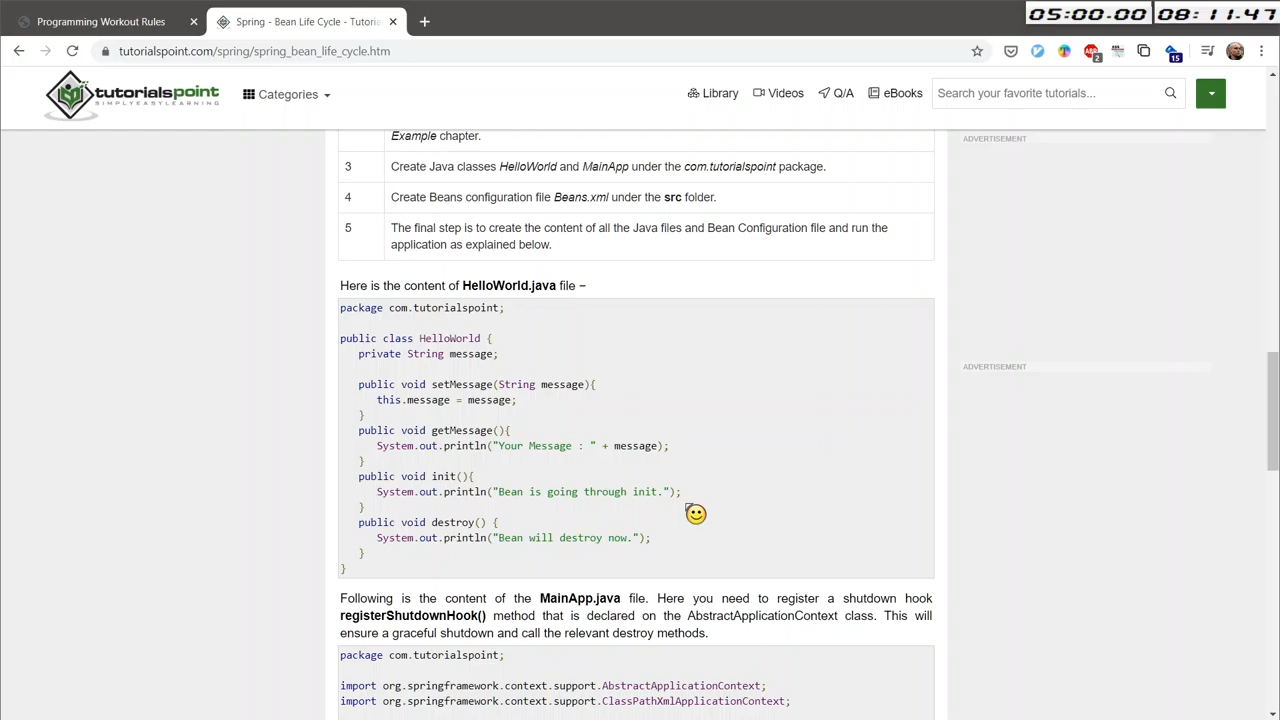 Programming Workout Rules
Spring - Bean Life Cycle - Tutoria
05:00.00
08:11.47
tutorialspoint.com/spring/spring_bean_life_cycle.htm
2
15
tutorialspoint
SIMPLYEASYLEARNING
Categories
Library
Videos
Q/A
eBooks
Search your favorite tutorials...
Example chapter.
ADVERTISEMENT
3 Create Java classes HelloWorld and MainApp under the com.tutorialspoint package.
4 Create Beans configuration file Beans.xml under the src folder.
5 The final step is to create the content of all the Java files and Bean Configuration file and run the
application as explained below.
Here is the content of HelloWorld.java file −
package com.tutorialspoint;
public class HelloWorld {
private String message;
public void setMessage(String message){
this.message = message;
}
public void getMessage(){
System.out.println("Your Message : " + message);
}
public void init(){
System.out.println("Bean is going through init.");
}
public void destroy() {
System.out.println("Bean will destroy now.");
}
}
ADVERTISEMENT
Following is the content of the MainApp.java file. Here you need to register a shutdown hook
registerShutdownHook() method that is declared on the AbstractApplicationContext class. This will
ensure a graceful shutdown and call the relevant destroy methods.
package com.tutorialspoint;
import org.springframework.context.support.AbstractApplicationContext;
import org.springframework.context.support.ClassPathXmlApplicationContext;